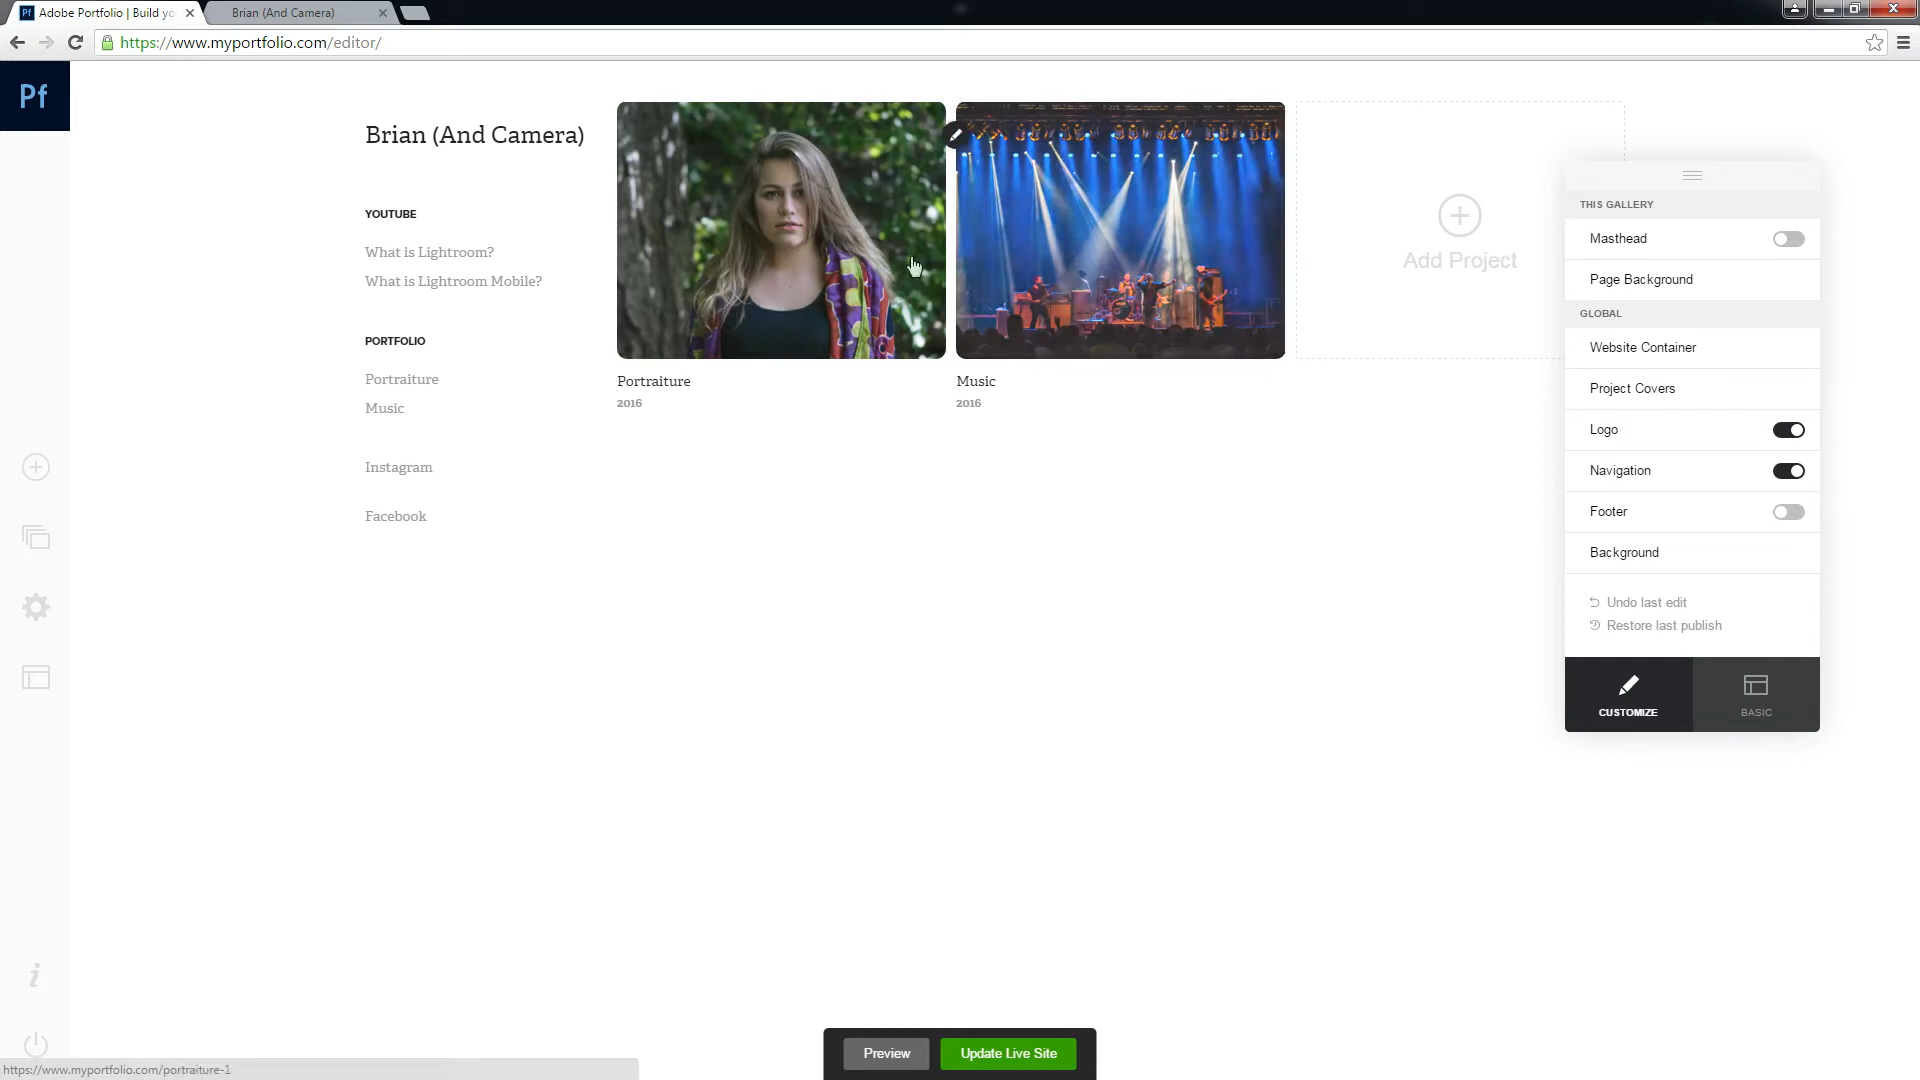 Adobe Portfolio | Build yo
Brian (And Camera)
https://www.myportfolio.com/editor/
Pf
Brian (And Camera)
YOUTUBE
What is Lightroom?
What is Lightroom Mobile?
PORTFOLIO
Portraiture
Music
Instagram
Facebook
Portraiture
2016
Music
2016
Add Project
THIS GALLERY
Masthead
Page Background
GLOBAL
Website Container
Project Covers
Logo
Navigation
Footer
Background
Undo last edit
Restore last publish
CUSTOMIZE
BASIC
Preview
Update Live Site
https://www.myportfolio.com/portraiture-1